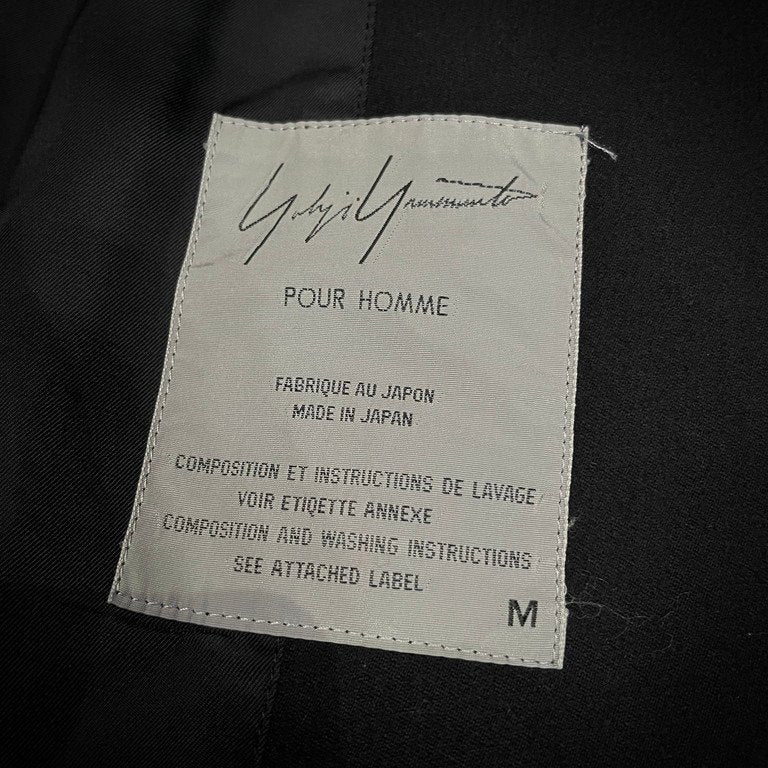 Yohji Yamamoto
POUR HOMME
FABRIQUE AU JAPON
MADE IN JAPAN
COMPOSITION ET INSTRUCTIONS DE LAVAGE
VOIR ETIQETTE ANNEXE
COMPOSITION AND WASHING INSTRUCTIONS
SEE ATTACHED LABEL
M